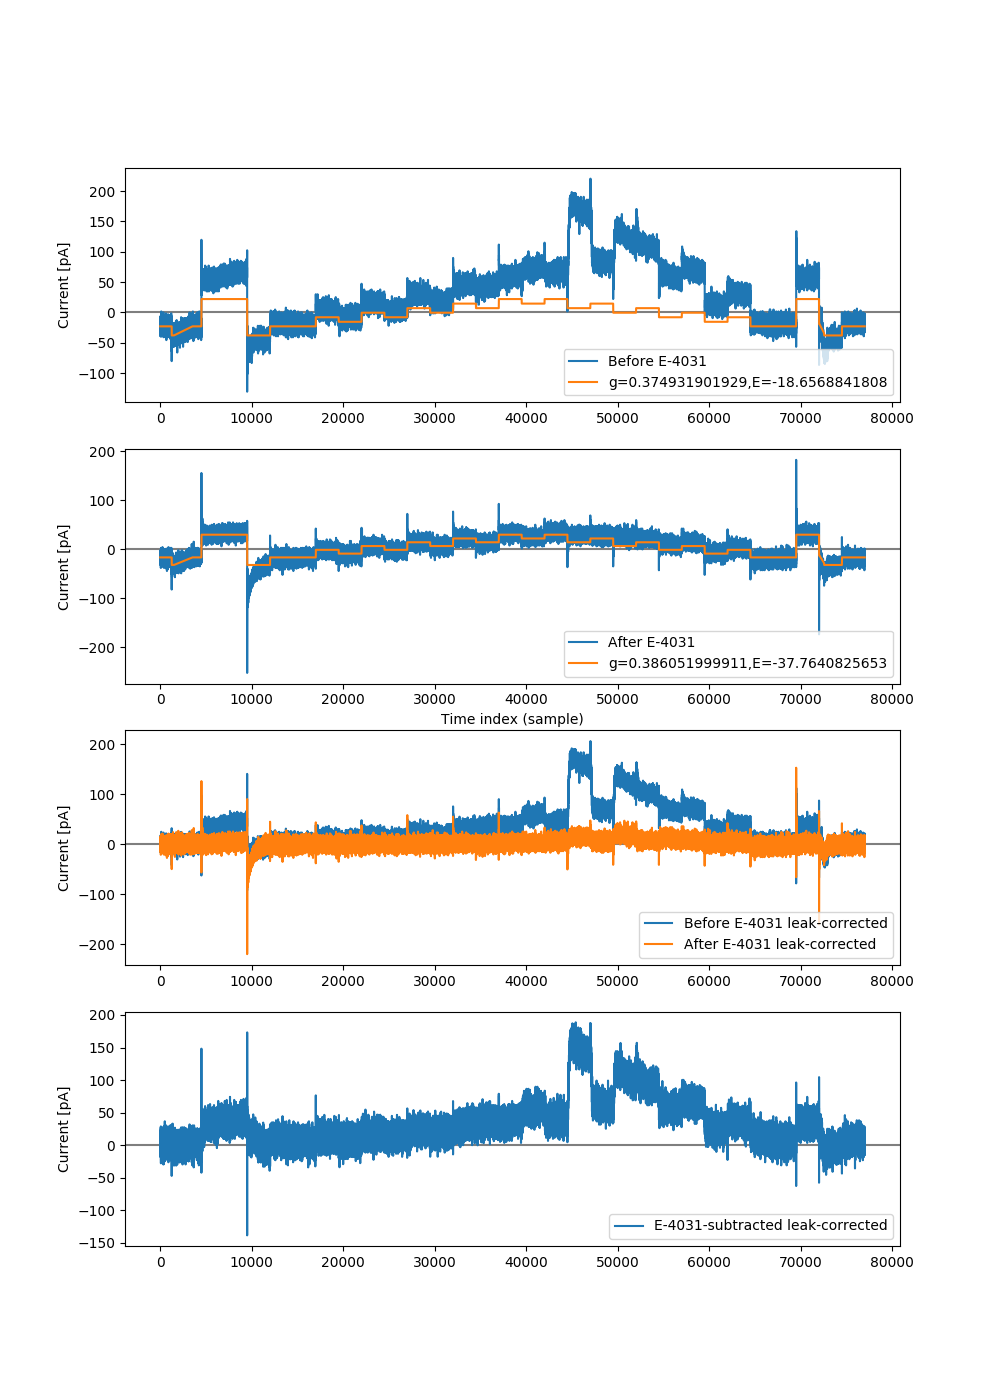 200
150
100
50
0
−50
−100
Current [pA]
Before E-4031
g=0.374931901929,E=-18.6568841808
0 10000 20000 30000 40000 50000 60000 70000 80000
200
100
0
−100
−200
Current [pA]
After E-4031
g=0.386051999911,E=-37.7640825653
0 10000 20000 30000 40000 50000 60000 70000 80000
Time index (sample)
200
100
0
−100
−200
Current [pA]
Before E-4031 leak-corrected
After E-4031 leak-corrected
0 10000 20000 30000 40000 50000 60000 70000 80000
200
150
100
50
0
−50
−100
−150
Current [pA]
E-4031-subtracted leak-corrected
0 10000 20000 30000 40000 50000 60000 70000 80000